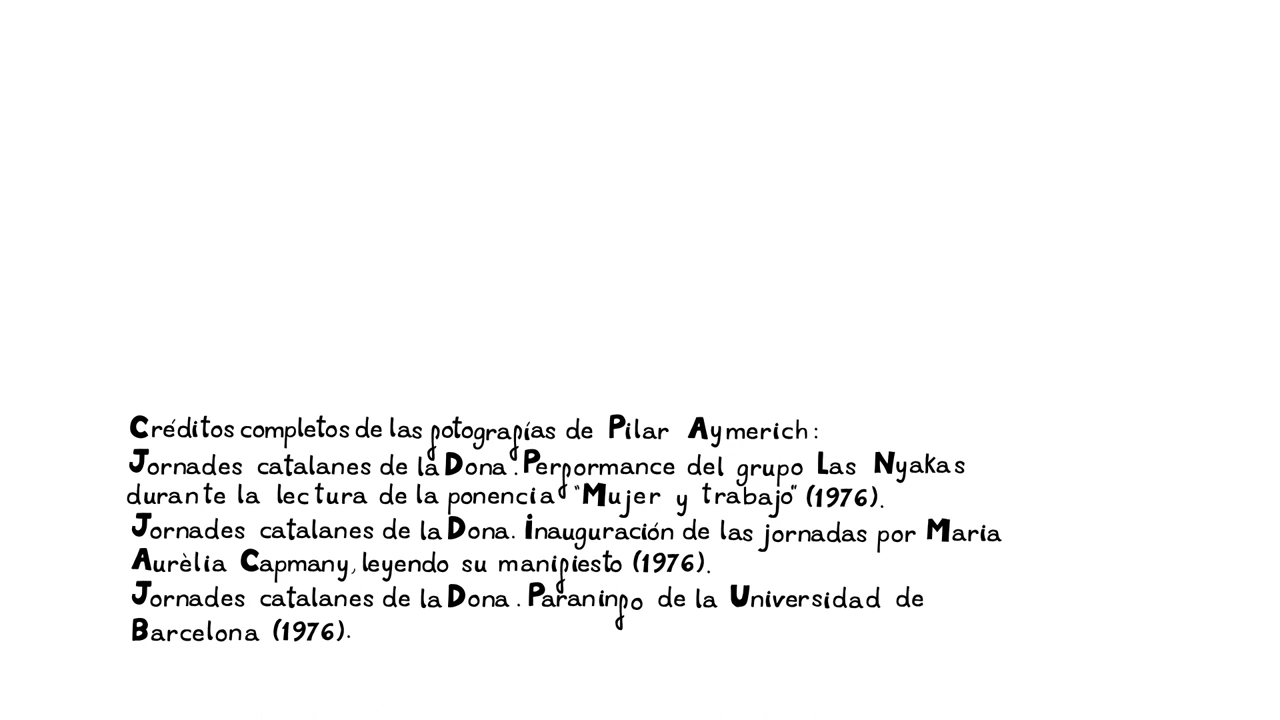 Créditos completos de las fotografías de Pilar Aymerich:
Jornades catalanes de la Dona. Performance del grupo Las Nyakas
durante la lectura de la ponencia "Mujer y trabajo" (1976).
Jornades catalanes de la Dona. Inauguración de las jornadas por Maria
Aurèlia Capmany, leyendo su manifiesto (1976).
Jornades catalanes de la Dona. Paraninfo de la Universidad de
Barcelona (1976).